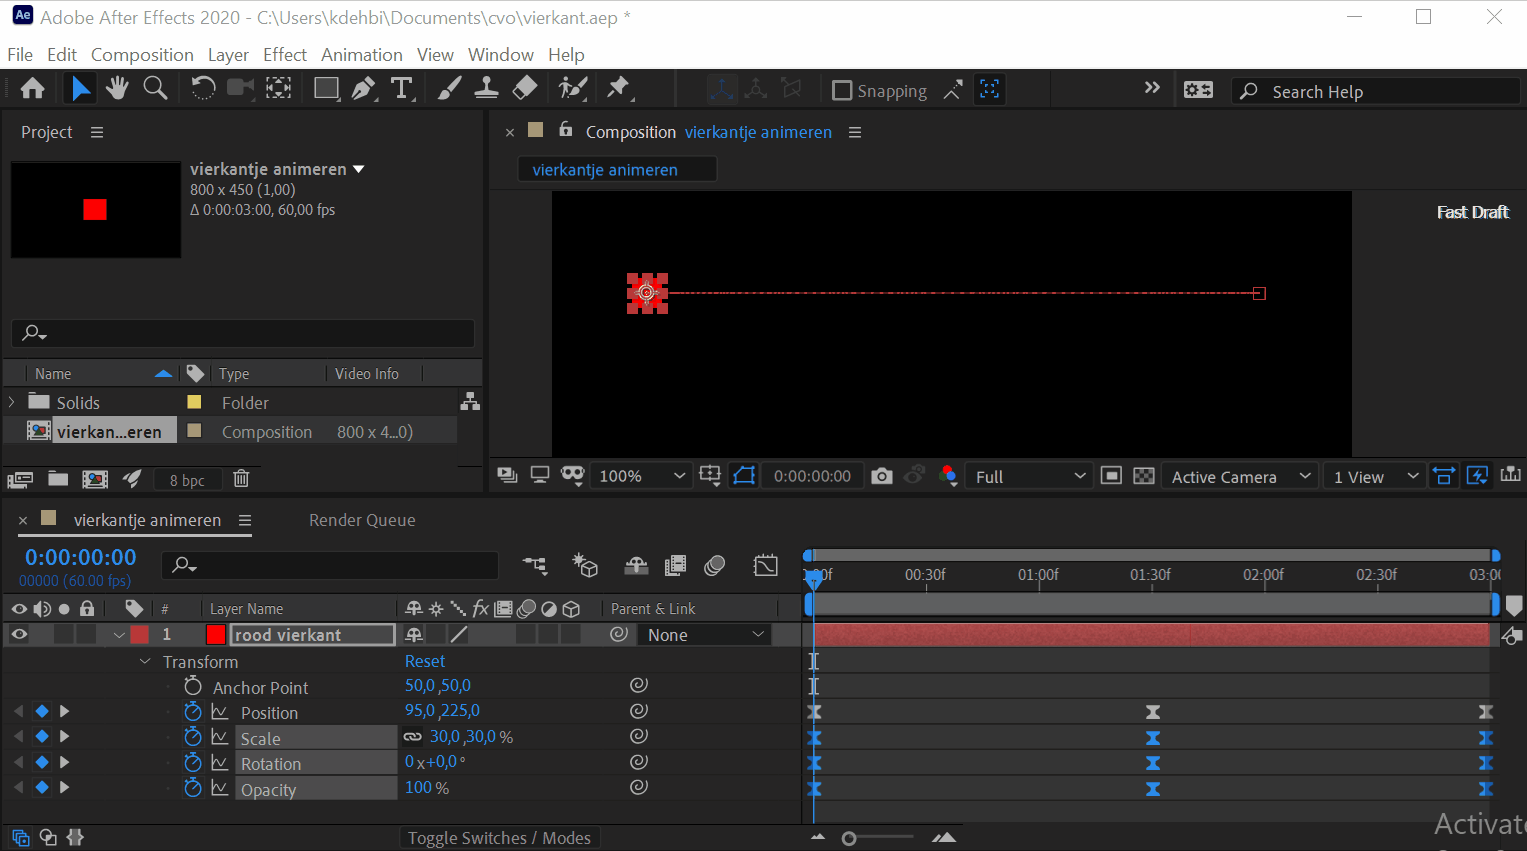 Ae Adobe After Effects 2020 - C:\Users\kdehbi\Documents\cvo\vierkant.aep *
File Edit Composition Layer Effect Animation View Window Help
T Snapping Search Help
Project
vierkantje animeren
800 x 450 (1,00)
Δ 0:00:03:00, 60,00 fps
Composition vierkantje animeren
vierkantje animeren
Fast Draft
Name Type Video Info
Solids Folder
vierkan...eren Composition 800 x 4...0)
8 bpc
100% 0:00:00:00 Full Active Camera 1 View
vierkantje animeren Render Queue
0:00:00:00
00000 (60.00 fps)
00f 00:30f 01:00f 01:30f 02:00f 02:30f 03:00
# Layer Name fx Parent & Link
1 rood vierkant None
Transform Reset
Anchor Point 50,0 ,50,0
Position 95,0 ,225,0
Scale 30,0 ,30,0 %
Rotation 0 x+0,0 °
Opacity 100 %
Toggle Switches / Modes
Activate